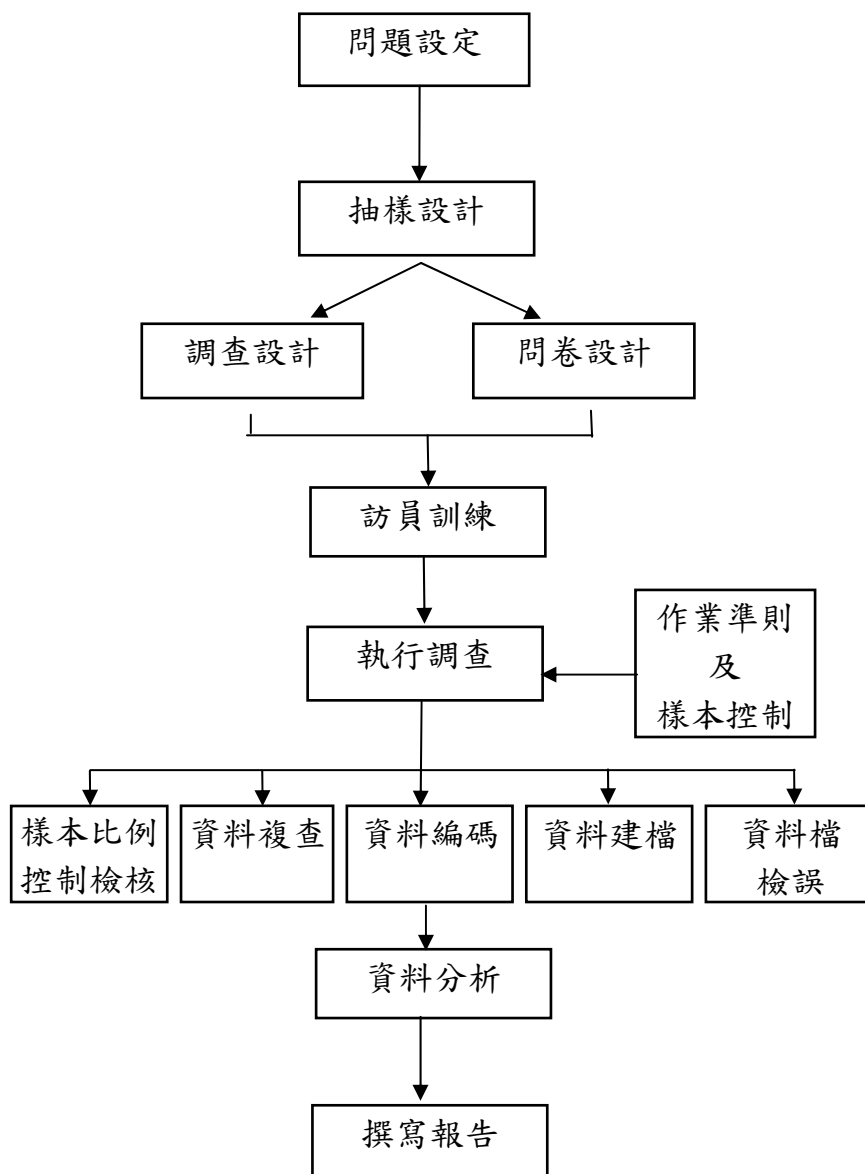 問題設定
抽樣設計
調查設計
問卷設計
訪員訓練
執行調查
作業準則
及
樣本控制
樣本比例
控制檢核
資料複查
資料編碼
資料建檔
資料檔
檢誤
資料分析
撰寫報告